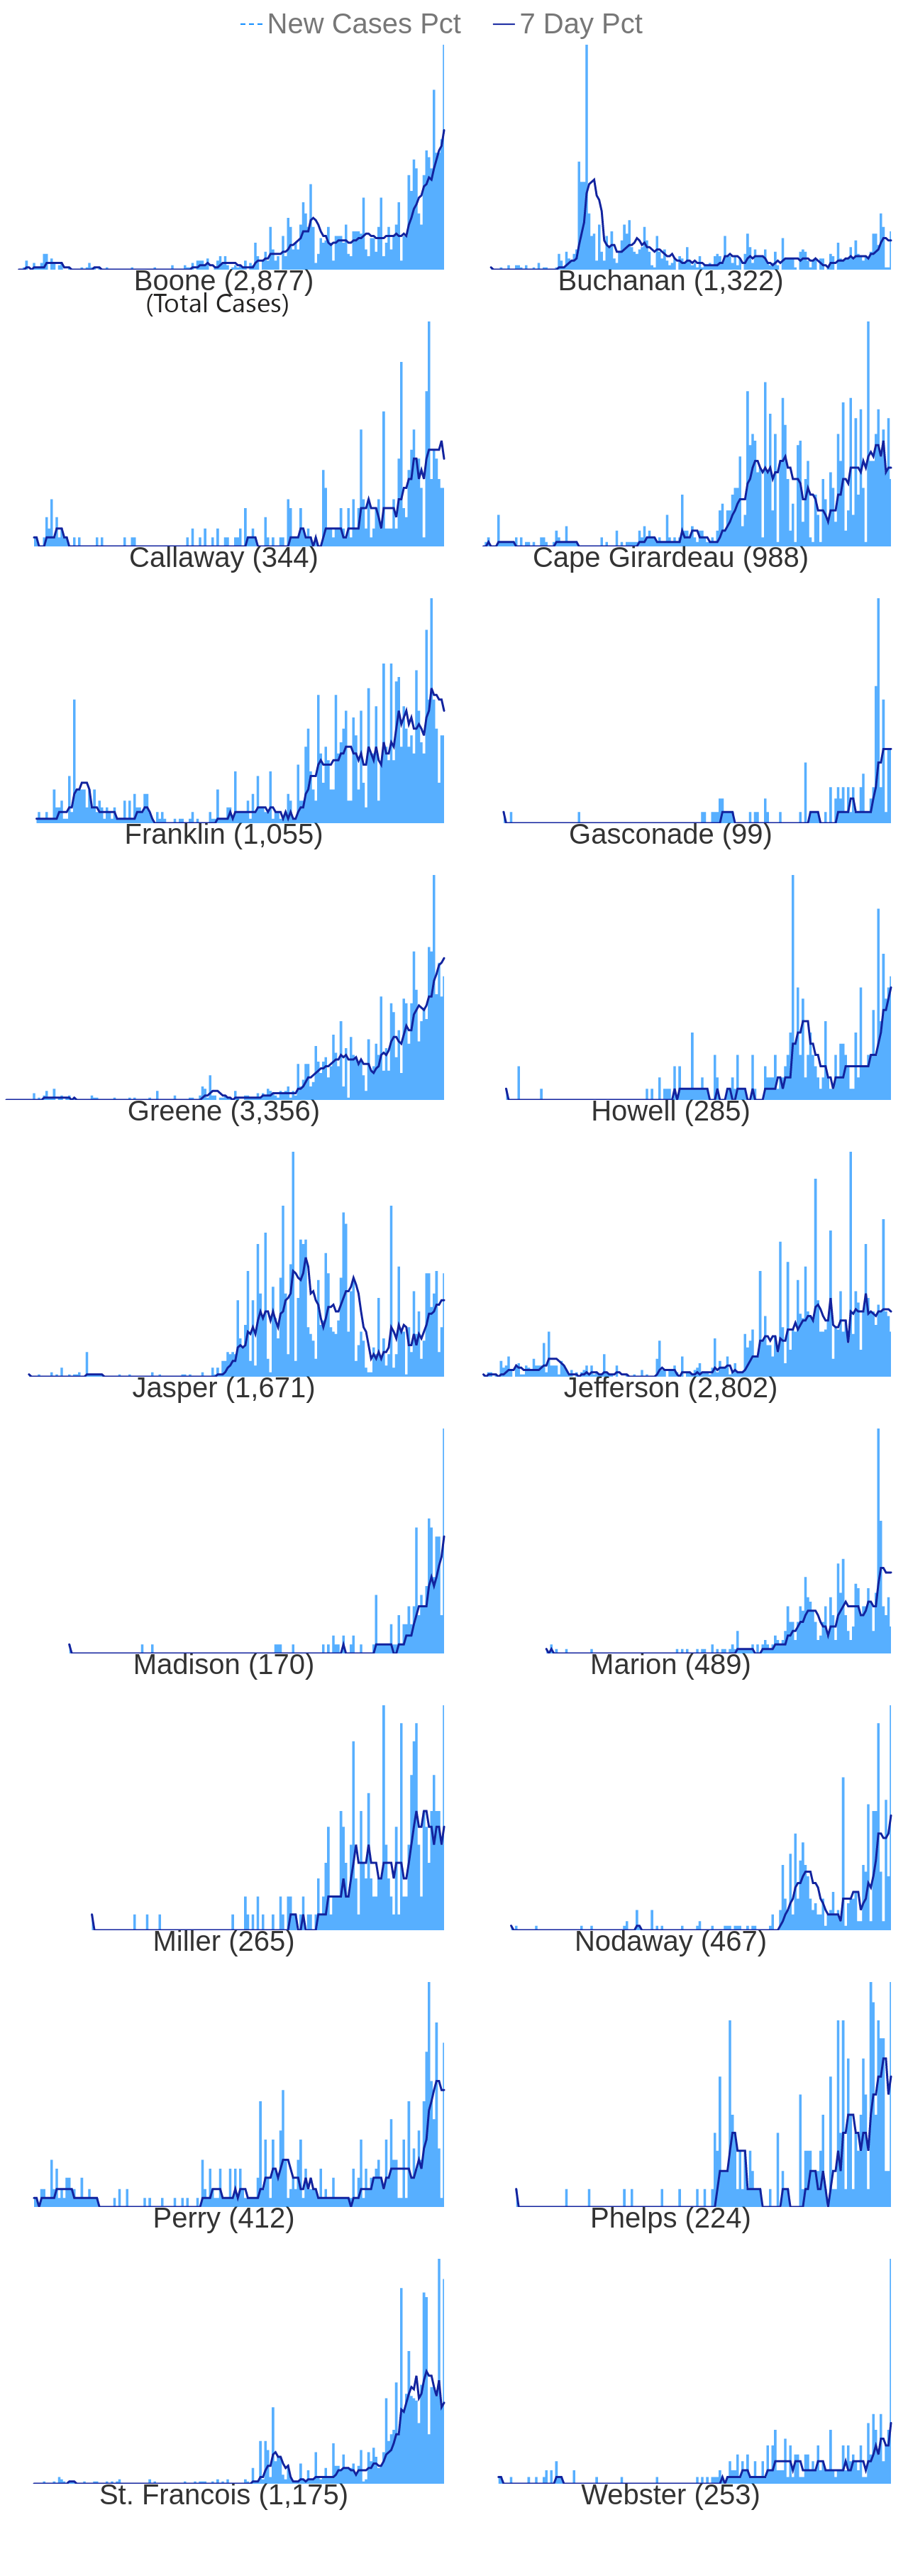 New Cases Pct 7 Day Pct
Boone (2,877) Buchanan (1,322)
(Total Cases)
Callaway (344) Cape Girardeau (988)
Franklin (1,055) Gasconade (99)
Greene (3,356) Howell (285)
Jasper (1,671) Jefferson (2,802)
Madison (170) Marion (489)
Miller (265) Nodaway (467)
Perry (412) Phelps (224)
St. Francois (1,175) Webster (253)